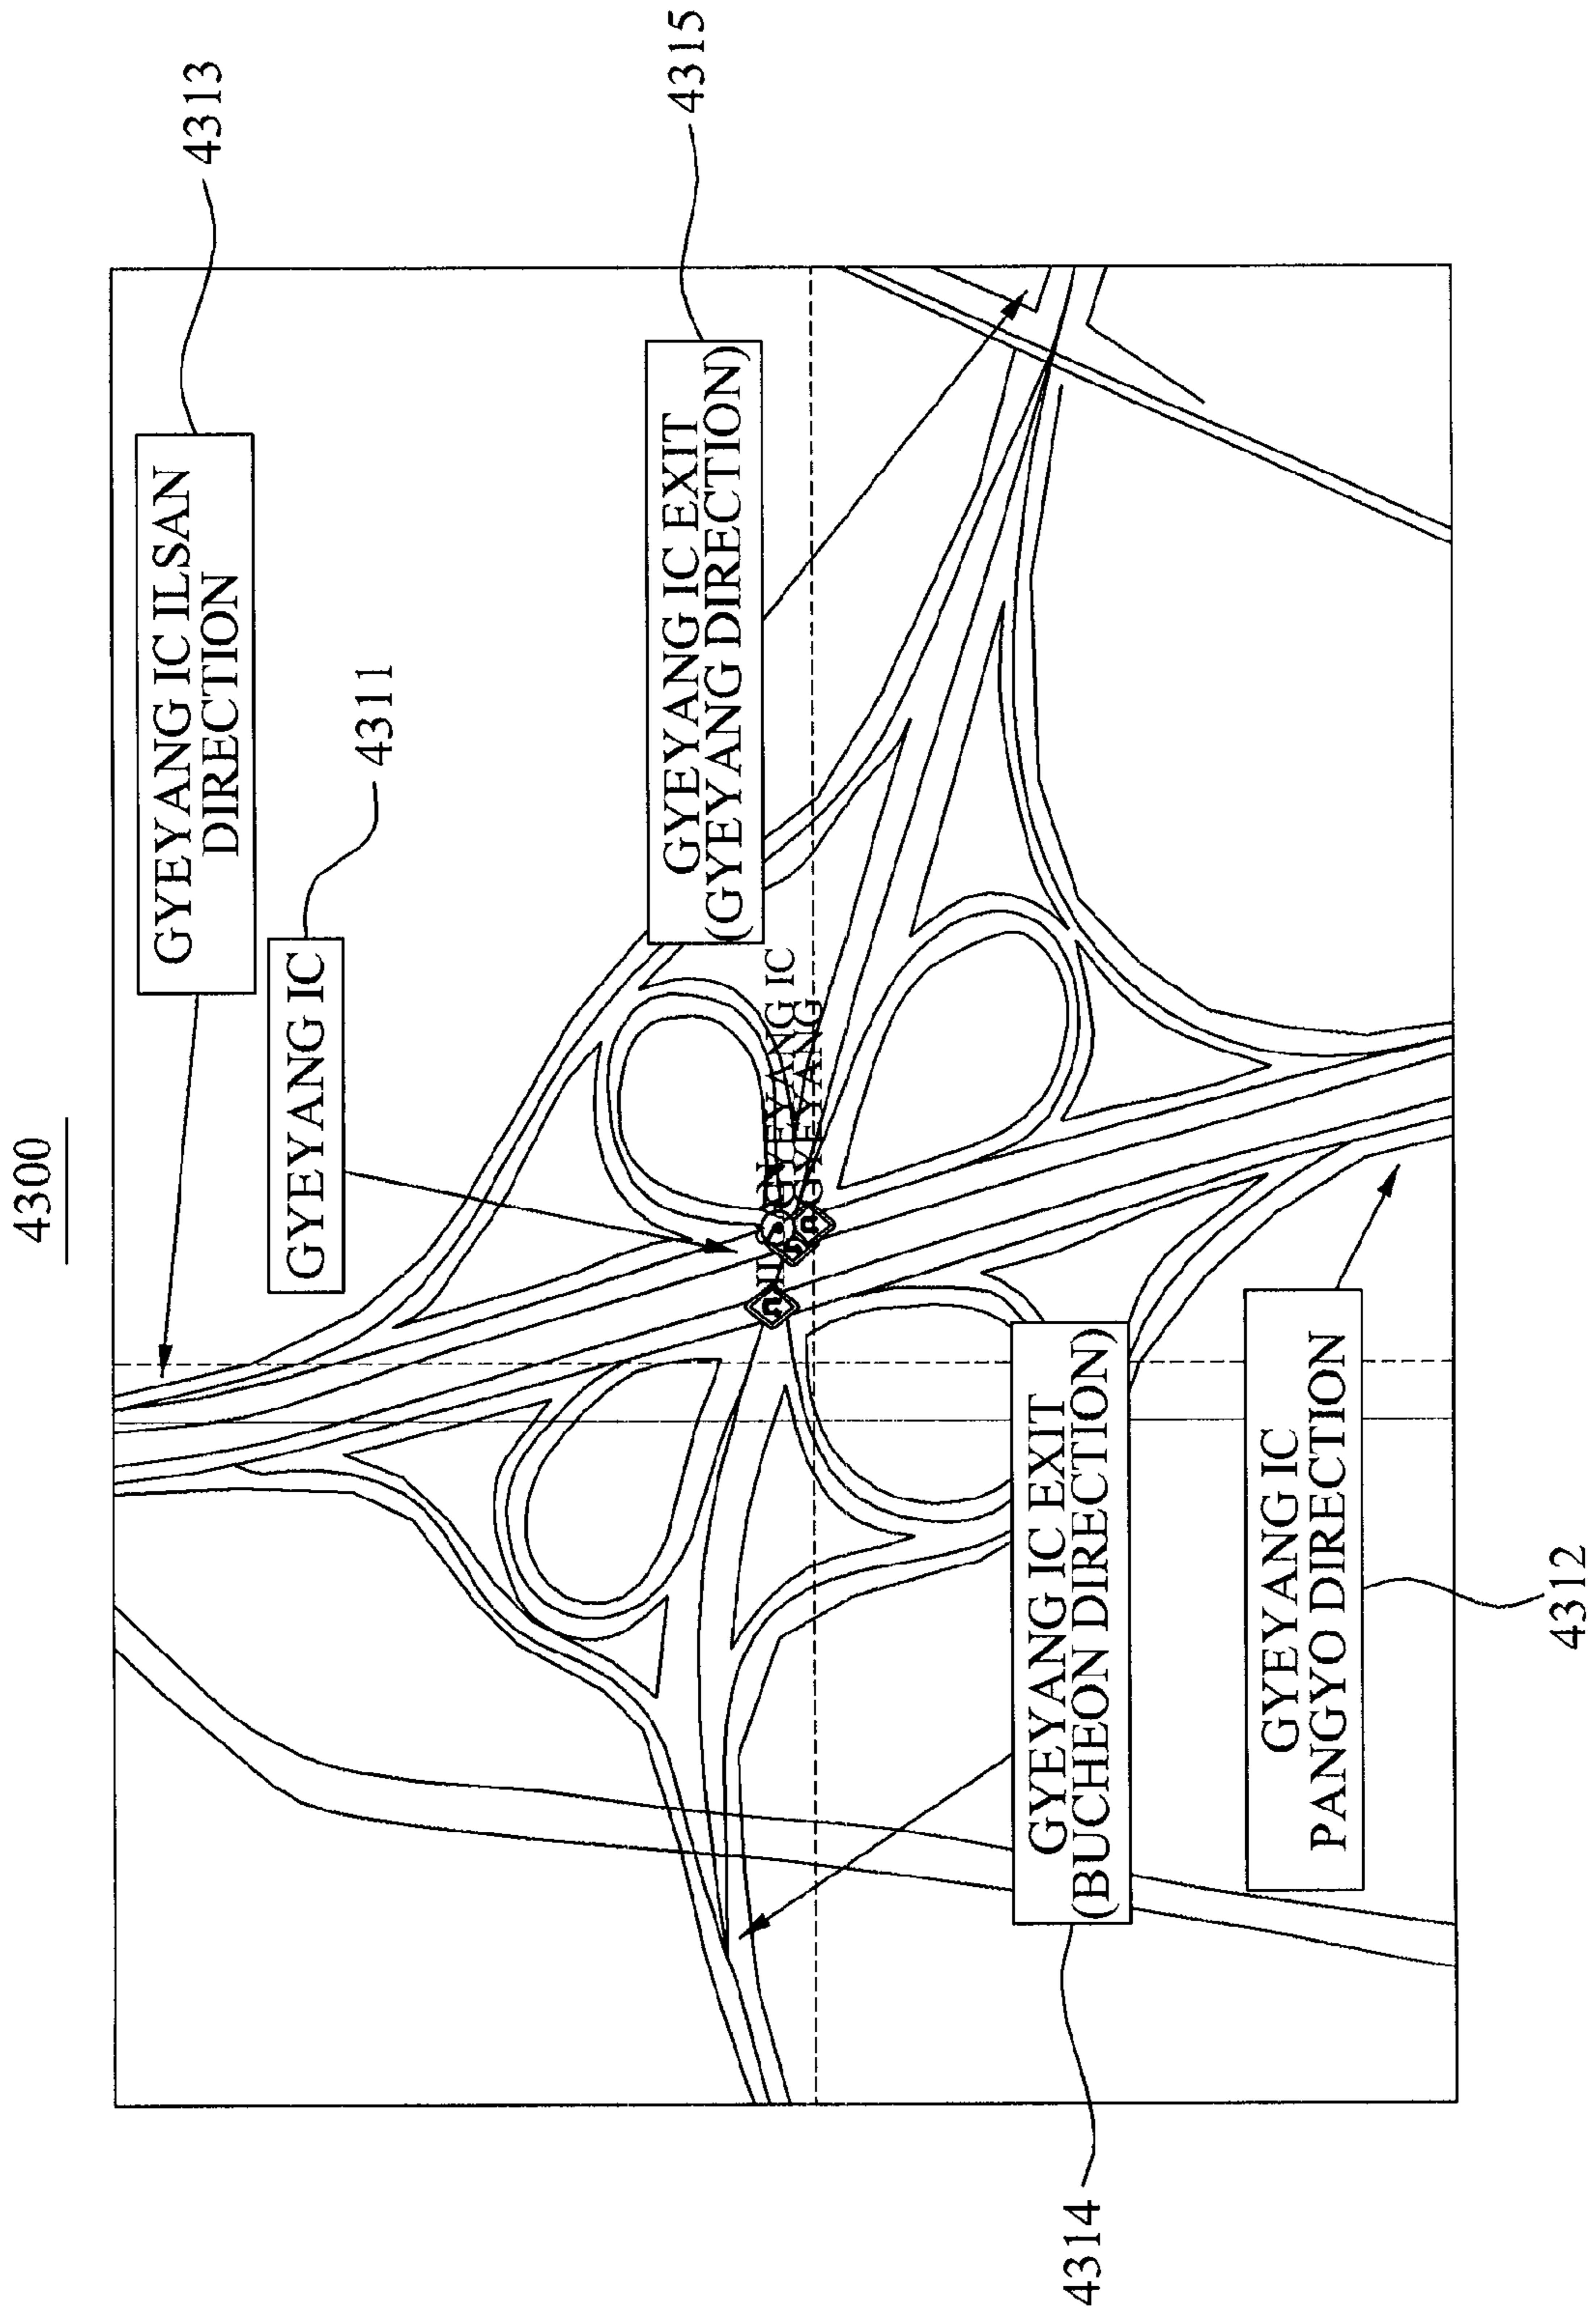 4300
GYEYANG IC ILSAN
DIRECTION
4313
GYEYANG IC
4311
GYEYANG IC EXIT
(GYEYANG DIRECTION)
4315
GYEYANG IC
GYEYANG
GYEYANG IC EXIT
(BUCHEON DIRECTION)
4314
GYEYANG IC
PANGYO DIRECTION
4312